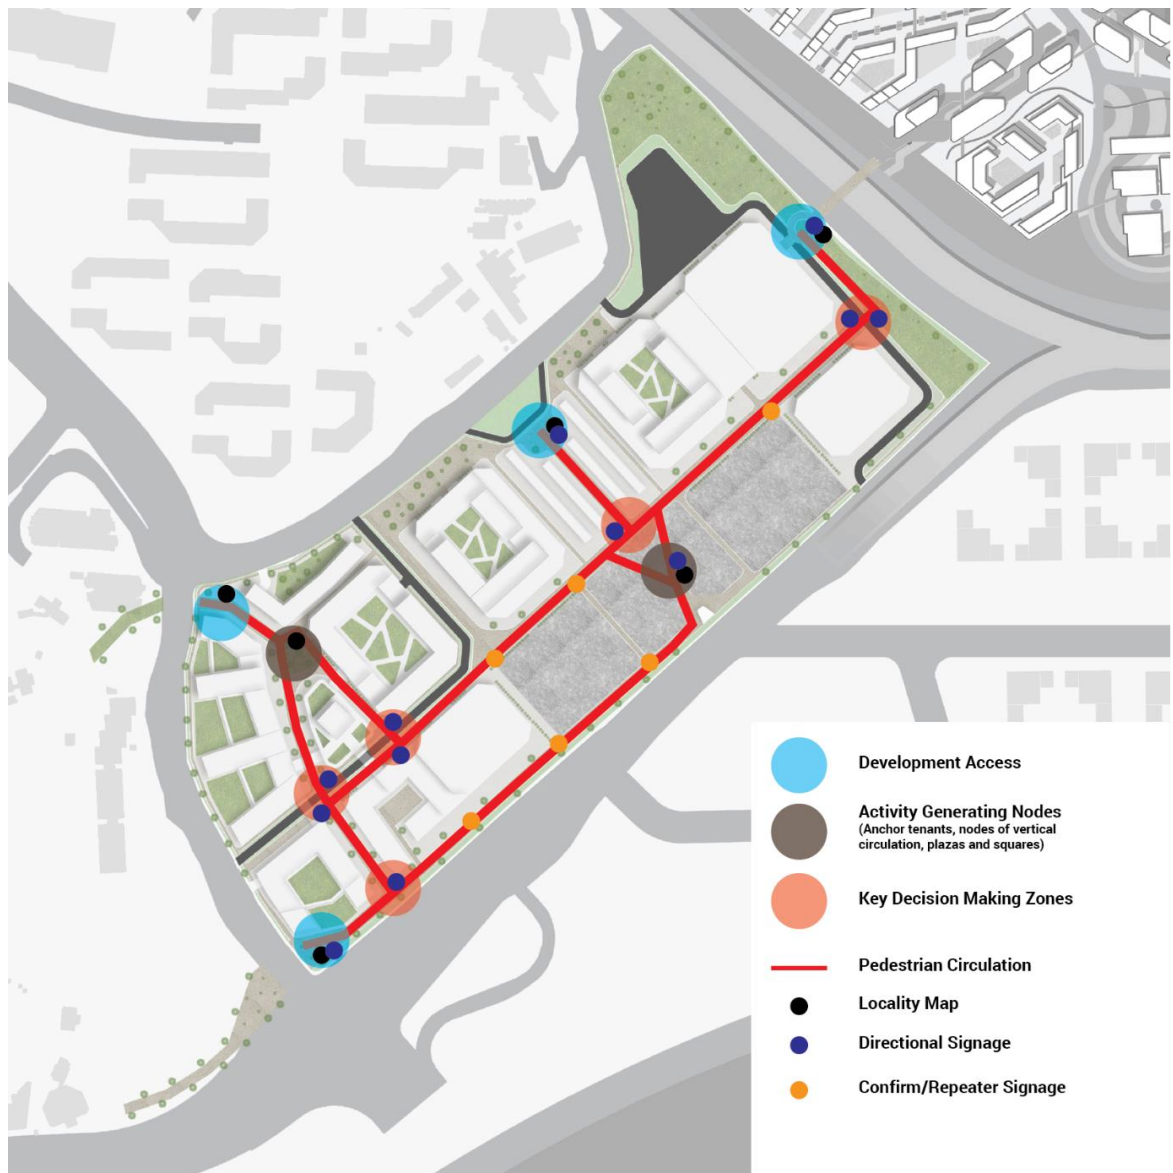 Development Access
Activity Generating Nodes
(Anchor tenants, nodes of vertical
circulation, plazas and squares)
Key Decision Making Zones
Pedestrian Circulation
Locality Map
Directional Signage
Confirm/Repeater Signage